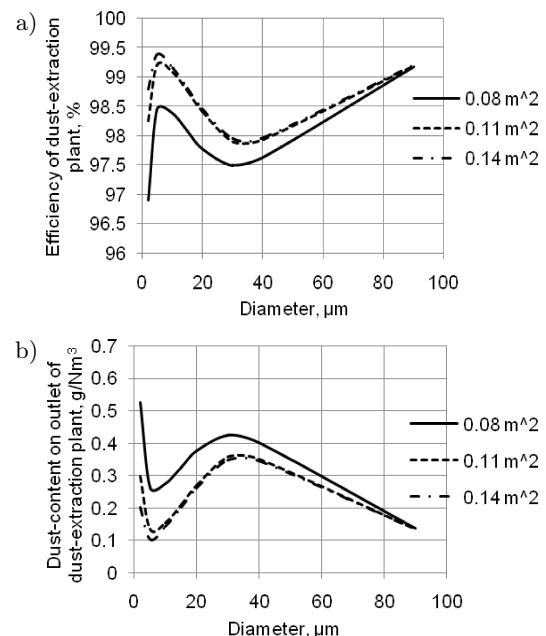 a)
Efficiency of dust-extraction
plant, %
100
99.5
99
98.5
98
97.5
97
96.5
96
0 20 40 60 80 100
Diameter, µm
0.08 m^2
0.11 m^2
0.14 m^2
b)
Dust-content on outlet of
dust-extraction plant, g/Nm³
0.7
0.6
0.5
0.4
0.3
0.2
0.1
0
0 20 40 60 80 100
Diameter, µm
0.08 m^2
0.11 m^2
0.14 m^2